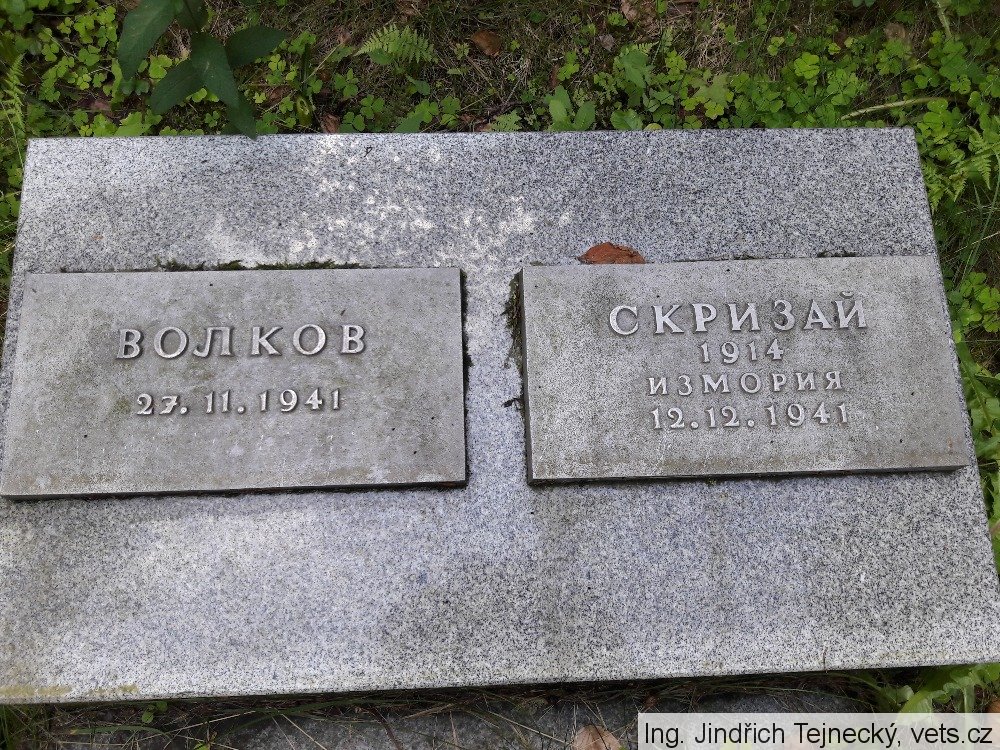 ВОЛКОВ
27.11.1941
СКРИЗАЙ
1914
ИЗМОРИЯ
12.12.1941
Ing. Jindřich Tejnecký, vets.cz